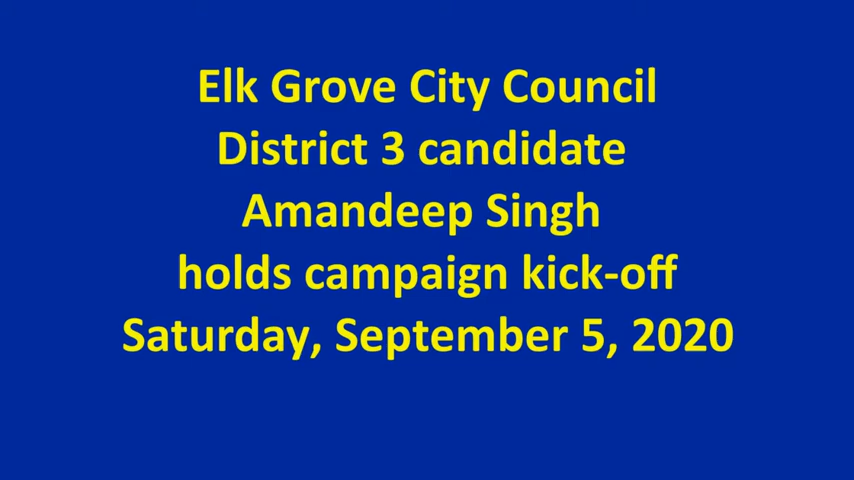 Elk Grove City Council
District 3 candidate
Amandeep Singh
holds campaign kick-off
Saturday, September 5, 2020